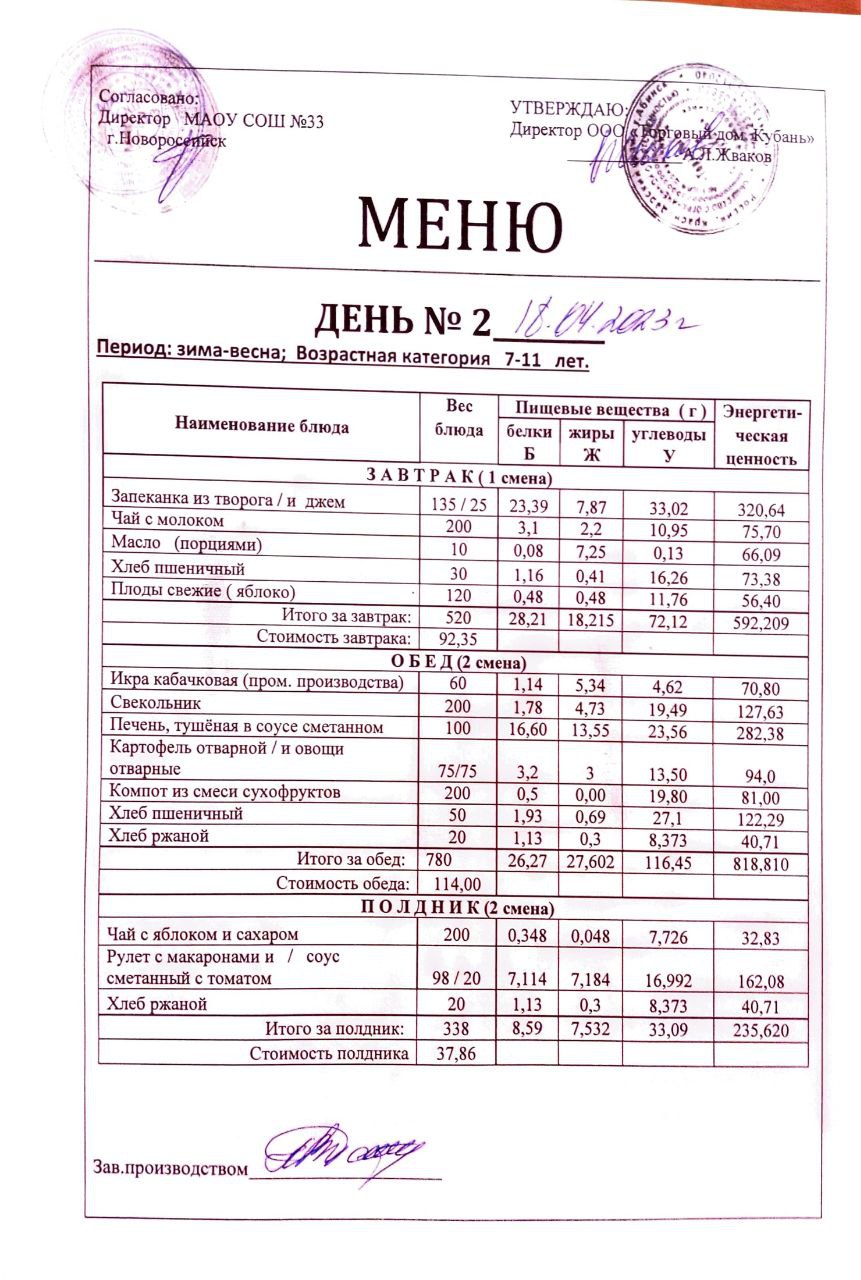 Согласовано:
Директор МАОУ СОШ №33
г.Новоросейск
УТВЕРЖДАЮ:
Директор ООО «Торговый дом Кубань»
А.Л.Жваков
МЕНЮ
ДЕНЬ № 2 18.04.2023 г
Период: зима-весна; Возрастная категория 7-11 лет.
Наименование блюда Вес блюда Пищевые вещества ( г ) Энергети-ческая ценность
белки Б жиры Ж углеводы У
З А В Т Р А К ( 1 смена)
Запеканка из творога / и джем 135 / 25 23,39 7,87 33,02 320,64
Чай с молоком 200 3,1 2,2 10,95 75,70
Масло (порциями) 10 0,08 7,25 0,13 66,09
Хлеб пшеничный 30 1,16 0,41 16,26 73,38
Плоды свежие ( яблоко) 120 0,48 0,48 11,76 56,40
Итого за завтрак: 520 28,21 18,215 72,12 592,209
Стоимость завтрака: 92,35
О Б Е Д (2 смена)
Икра кабачковая (пром. производства) 60 1,14 5,34 4,62 70,80
Свекольник 200 1,78 4,73 19,49 127,63
Печень, тушёная в соусе сметанном 100 16,60 13,55 23,56 282,38
Картофель отварной / и овощи
отварные 75/75 3,2 3 13,50 94,0
Компот из смеси сухофруктов 200 0,5 0,00 19,80 81,00
Хлеб пшеничный 50 1,93 0,69 27,1 122,29
Хлеб ржаной 20 1,13 0,3 8,373 40,71
Итого за обед: 780 26,27 27,602 116,45 818,810
Стоимость обеда: 114,00
П О Л Д Н И К (2 смена)
Чай с яблоком и сахаром 200 0,348 0,048 7,726 32,83
Рулет с макаронами и / соус
сметанный с томатом 98 / 20 7,114 7,184 16,992 162,08
Хлеб ржаной 20 1,13 0,3 8,373 40,71
Итого за полдник: 338 8,59 7,532 33,09 235,620
Стоимость полдника 37,86
Зав.производством